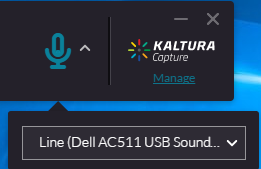 KALTURA
Capture
Manage
Line (Dell AC511 USB Sound...